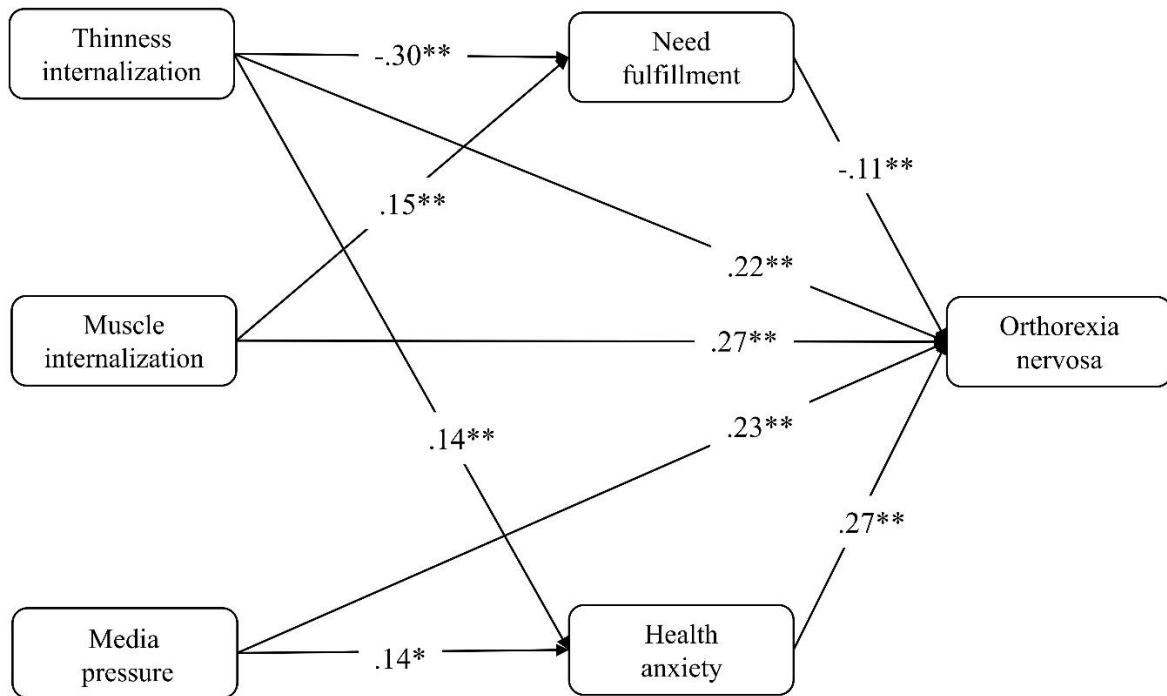 Thinness
internalization
-.30**
Need
fulfillment
.15**
-.11**
.22**
Muscle
internalization
.27**
Orthorexia
nervosa
.14**
.23**
.27**
Media
pressure
.14*
Health
anxiety